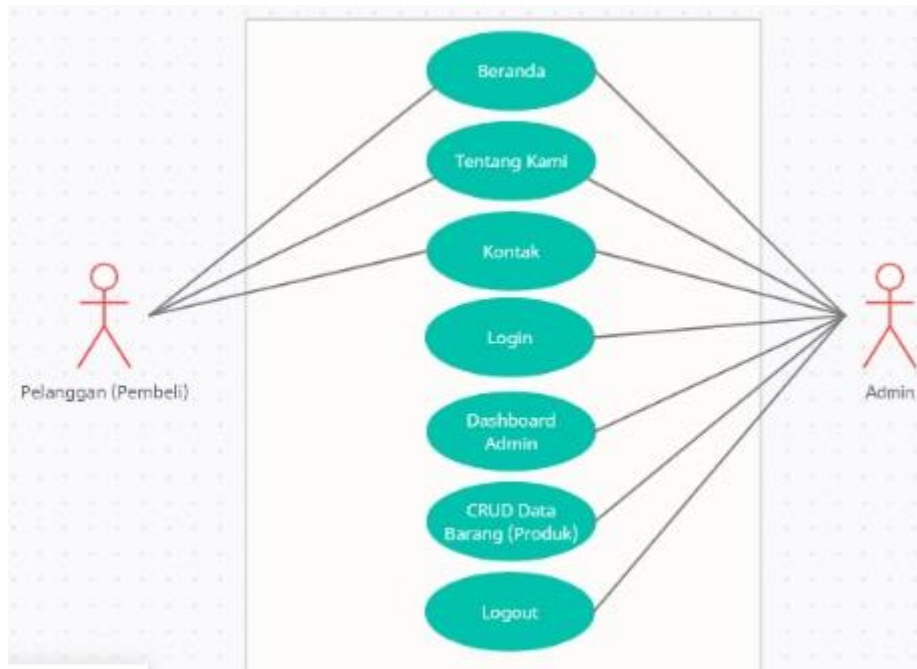 Beranda
Tentang Kami
Kontak
Login
Pelanggan (Pembeli)
Admin
Dashboard
Admin
CRUD Data
Barang (Produk)
Logout